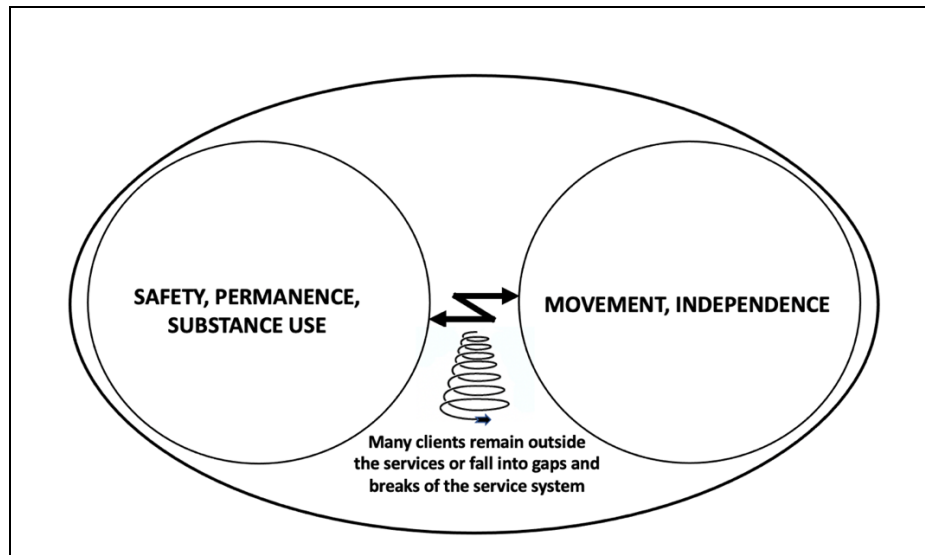 SAFETY, PERMANENCE,
SUBSTANCE USE
MOVEMENT, INDEPENDENCE
Many clients remain outside
the services or fall into gaps and
breaks of the service system